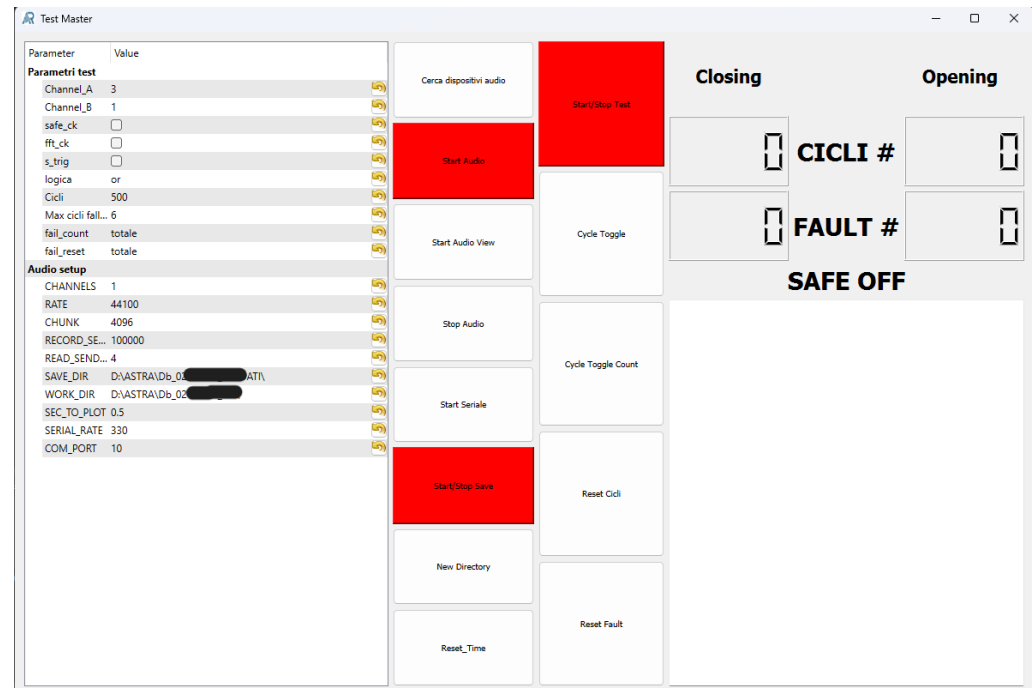 Test Master
Parameter Value
Parametri test
Channel_A 3
Channel_B 1
safe_ck
fft_ck
s_trig
logica or
Cicli 500
Max cicli fall... 6
fail_count totale
fail_reset totale
Audio setup
CHANNELS 1
RATE 44100
CHUNK 4096
RECORD_SE... 100000
READ_SEND... 4
SAVE_DIR D:\ASTRA\Db_02 ATI\
WORK_DIR D:\ASTRA\Db_02
SEC_TO_PLOT 0.5
SERIAL_RATE 330
COM_PORT 10
Cerca dispositivi audio
Start Audio
Start Audio View
Stop Audio
Start Seriale
Start/Stop Save
New Directory
Reset_Time
Start/Stop Test
Cycle Toggle
Cycle Toggle Count
Reset Cicli
Reset Fault
Closing Opening
0 CICLI # 0
0 FAULT # 0
SAFE OFF